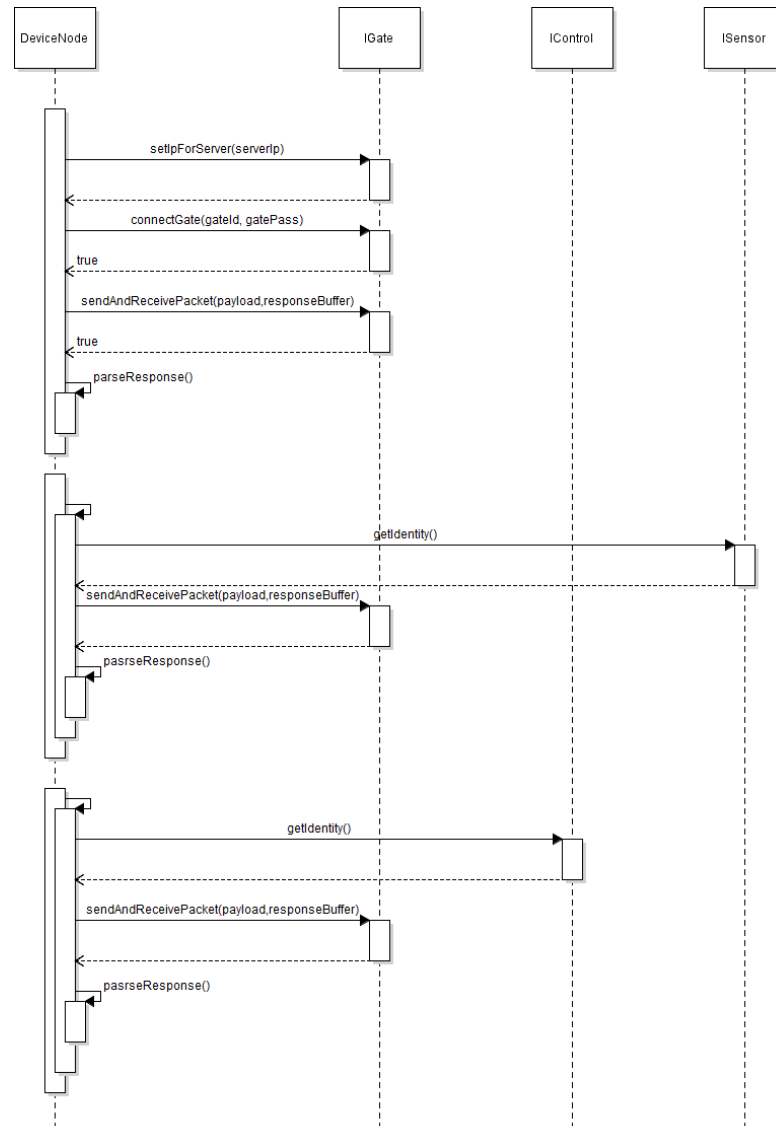 DeviceNode
IGate
IControl
ISensor
setIpForServer(serverIp)
connectGate(gateId, gatePass)
true
sendAndReceivePacket(payload,responseBuffer)
true
parseResponse()
getIdentity()
sendAndReceivePacket(payload,responseBuffer)
pasrseResponse()
getIdentity()
sendAndReceivePacket(payload,responseBuffer)
pasrseResponse()